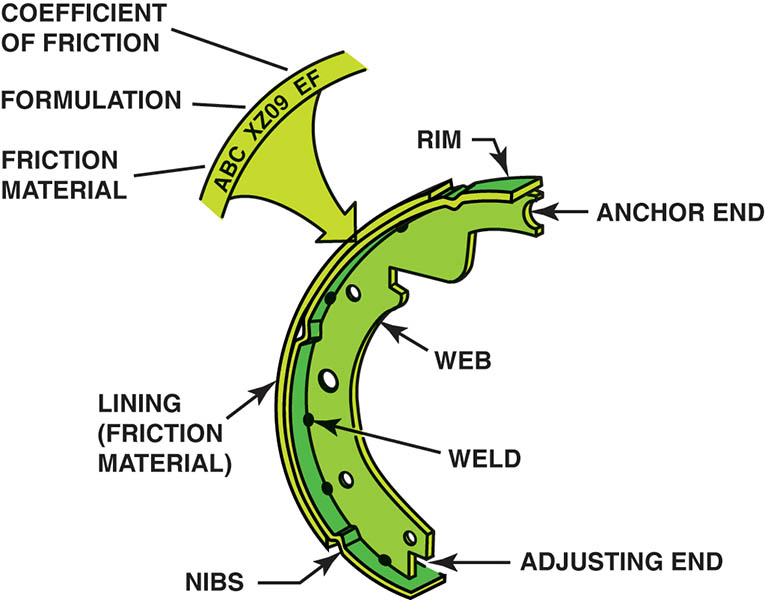 COEFFICIENT
OF FRICTION
FORMULATION
FRICTION
MATERIAL
ABC XZ09 EF
RIM
ANCHOR END
WEB
LINING
(FRICTION
MATERIAL)
WELD
ADJUSTING END
NIBS